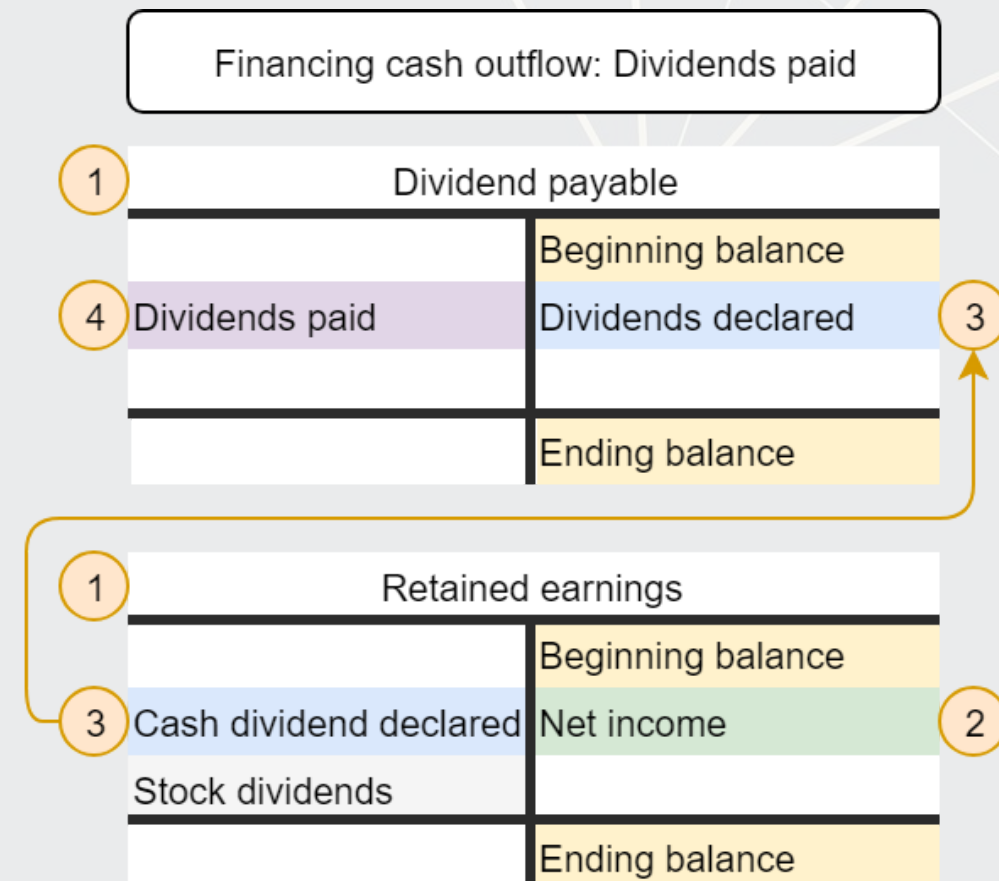 Financing cash outflow: Dividends paid
1
Dividend payable
Beginning balance
4
Dividends paid
Dividends declared
3
Ending balance
1
Retained earnings
Beginning balance
3
Cash dividend declared
Net income
2
Stock dividends
Ending balance